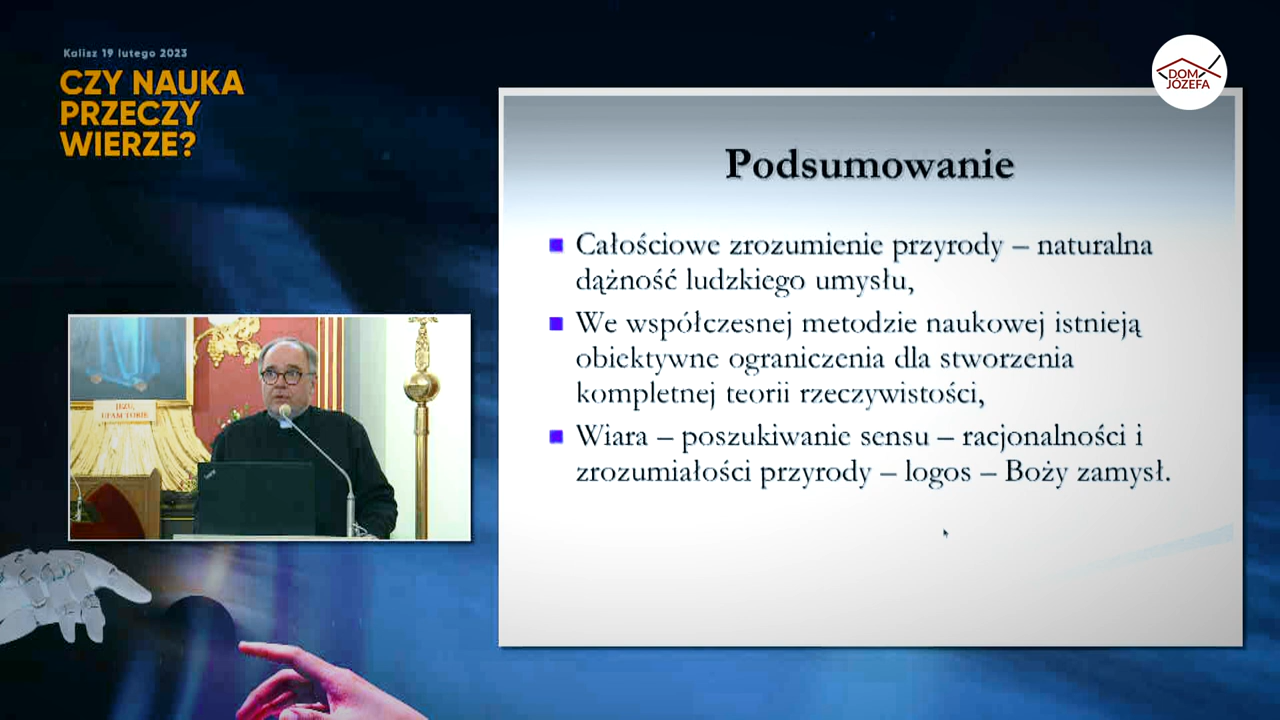 Kalisz 19 lutego 2023
CZY NAUKA
PRZECZY
WIERZE?
DOM
JÓZEFA
Podsumowanie
Całościowe zrozumienie przyrody – naturalna
dążność ludzkiego umysłu,
We współczesnej metodzie naukowej istnieją
obiektywne ograniczenia dla stworzenia
kompletnej teorii rzeczywistości,
Wiara – poszukiwanie sensu – racjonalności i
zrozumiałości przyrody – logos – Boży zamysł.
JEZU,
UFAM TOBIE